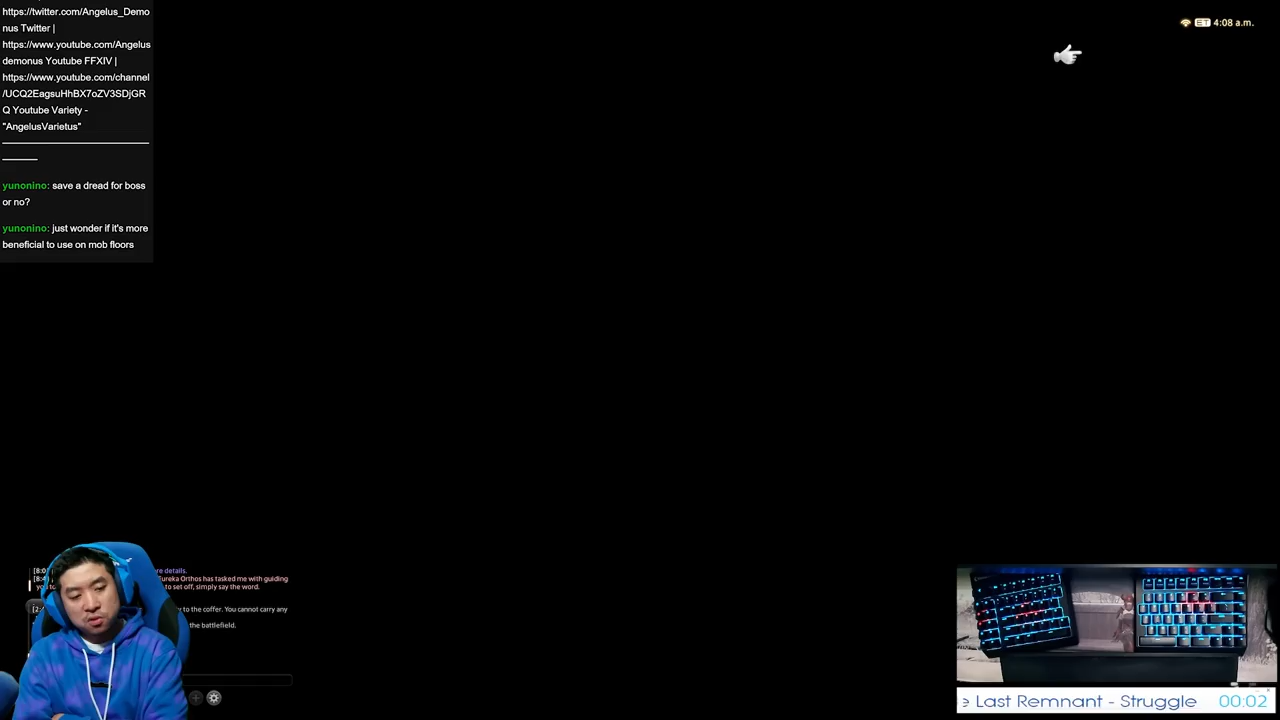 https://twitter.com/Angelus_Demo
nus Twitter |
https://www.youtube.com/Angelus
demonus Youtube FFXIV |
https://www.youtube.com/channel
/UCQ2EagsuHhBX7oZV3SDjGR
Q Youtube Variety -
"AngelusVarietus"
yunonino: save a dread for boss
or no?
yunonino: just wonder if it's more
beneficial to use on mob floors
ET 4:08 a.m.
re details.
Eureka Orthos has tasked me with guiding
to set off, simply say the word.
to the coffer. You cannot carry any
the battlefield.
e Last Remnant - Struggle 00:02